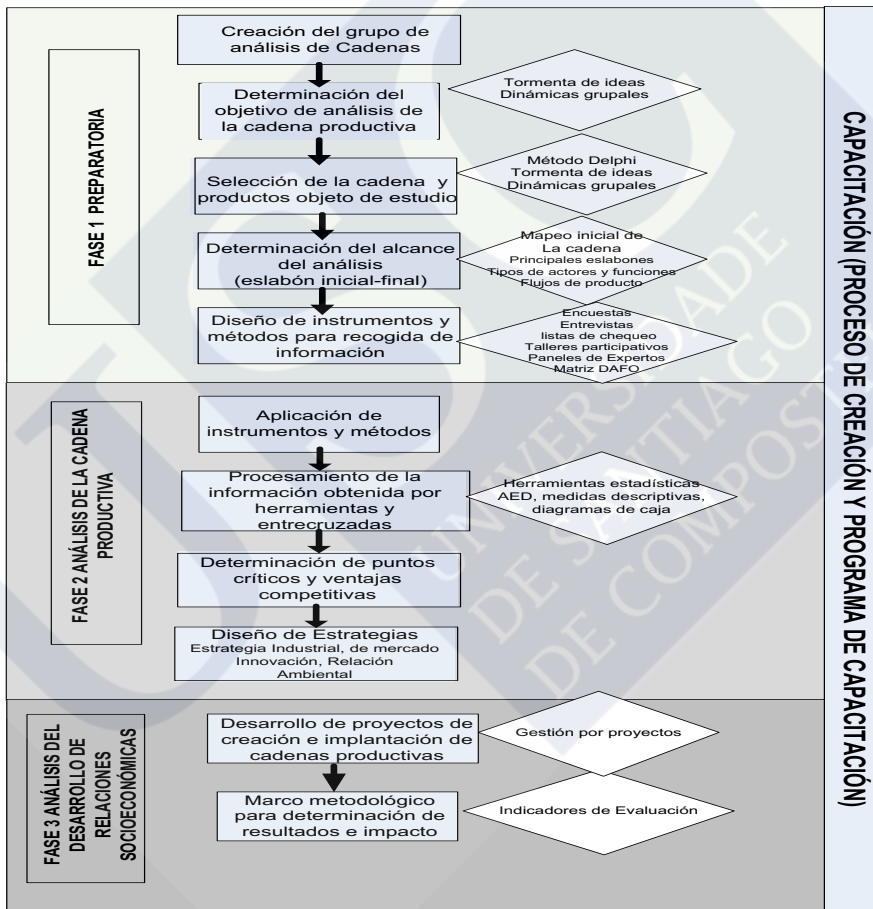 Creación del grupo de
análisis de Cadenas
FASE 1 PREPARATORIA
Determinación del
objetivo de análisis de
la cadena productiva
Tormenta de ideas
Dinámicas grupales
Selección de la cadena y
productos objeto de estudio
Método Delphi
Tormenta de ideas
Dinámicas grupales
Determinación del alcance
del análisis
(eslabón inicial-final)
Mapeo inicial de
La cadena
Principales eslabones
Tipos de actores y funciones
Flujos de producto
Diseño de instrumentos y
métodos para recogida de
información
Encuestas
Entrevistas
listas de chequeo
Talleres participativos
Paneles de Expertos
Matriz DAFO
FASE 2 ANÁLISIS DE LA CADENA
PRODUCTIVA
Aplicación de
instrumentos y métodos
Procesamiento de la
información obtenida por
herramientas y
entrecruzadas
Herramientas estadísticas
AED, medidas descriptivas,
diagramas de caja
Determinación de puntos
críticos y ventajas
competitivas
Diseño de Estrategias
Estrategia Industrial, de mercado
Innovación, Relación
Ambiental
FASE 3 ANÁLISIS DEL
DESARROLLO DE
RELACIONES
SOCIOECONÓMICAS
Desarrollo de proyectos de
creación e implantación de
cadenas productivas
Gestión por proyectos
Marco metodológico
para determinación de
resultados e impacto
Indicadores de Evaluación
CAPACITACIÓN (PROCESO DE CREACIÓN Y PROGRAMA DE CAPACITACIÓN)
USC
UNIVERSIDADE
DE SANTIAGO
DE COMPOSTE